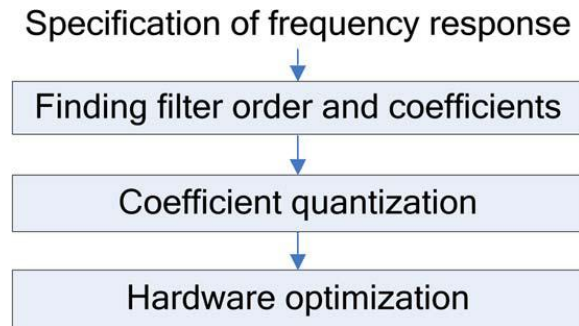 Specification of frequency response
Finding filter order and coefficients
Coefficient quantization
Hardware optimization